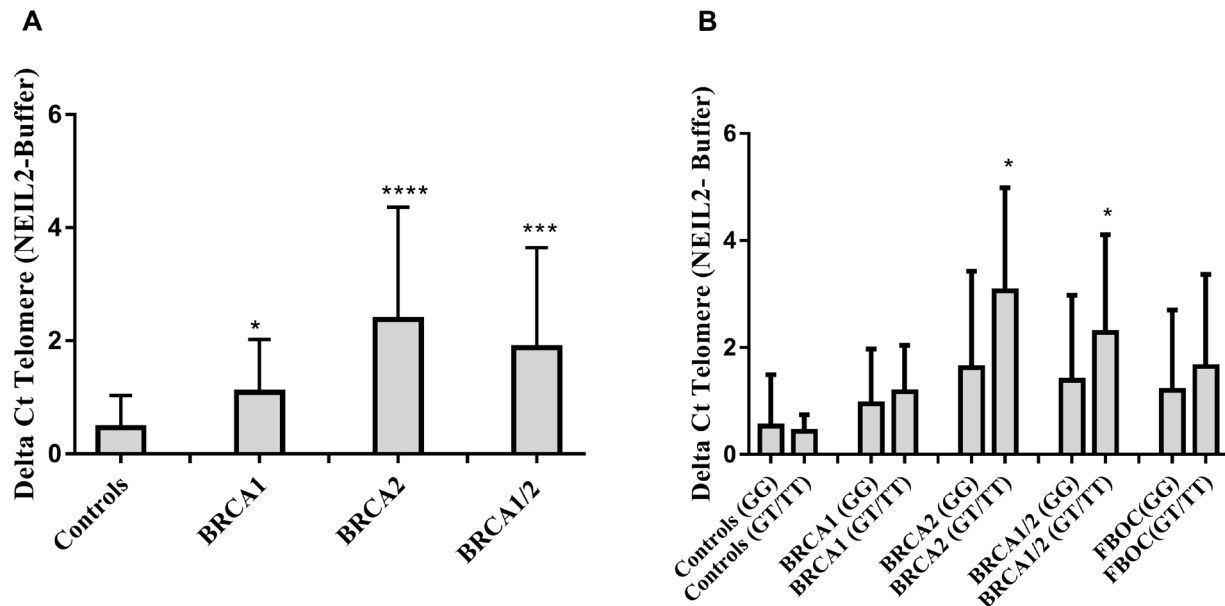 A
Delta Ct Telomere (NEIL2-Buffer)
6
4
2
0
*
****
***
Controls
BRCA1
BRCA2
BRCA1/2
B
Delta Ct Telomere (NEIL2- Buffer)
6
4
2
0
*
*
Controls (GG)
Controls (GT/TT)
BRCA1 (GG)
BRCA1 (GT/TT)
BRCA2 (GG)
BRCA2 (GT/TT)
BRCA1/2 (GG)
BRCA1/2 (GT/TT)
FBOC(GG)
FBOC(GT/TT)